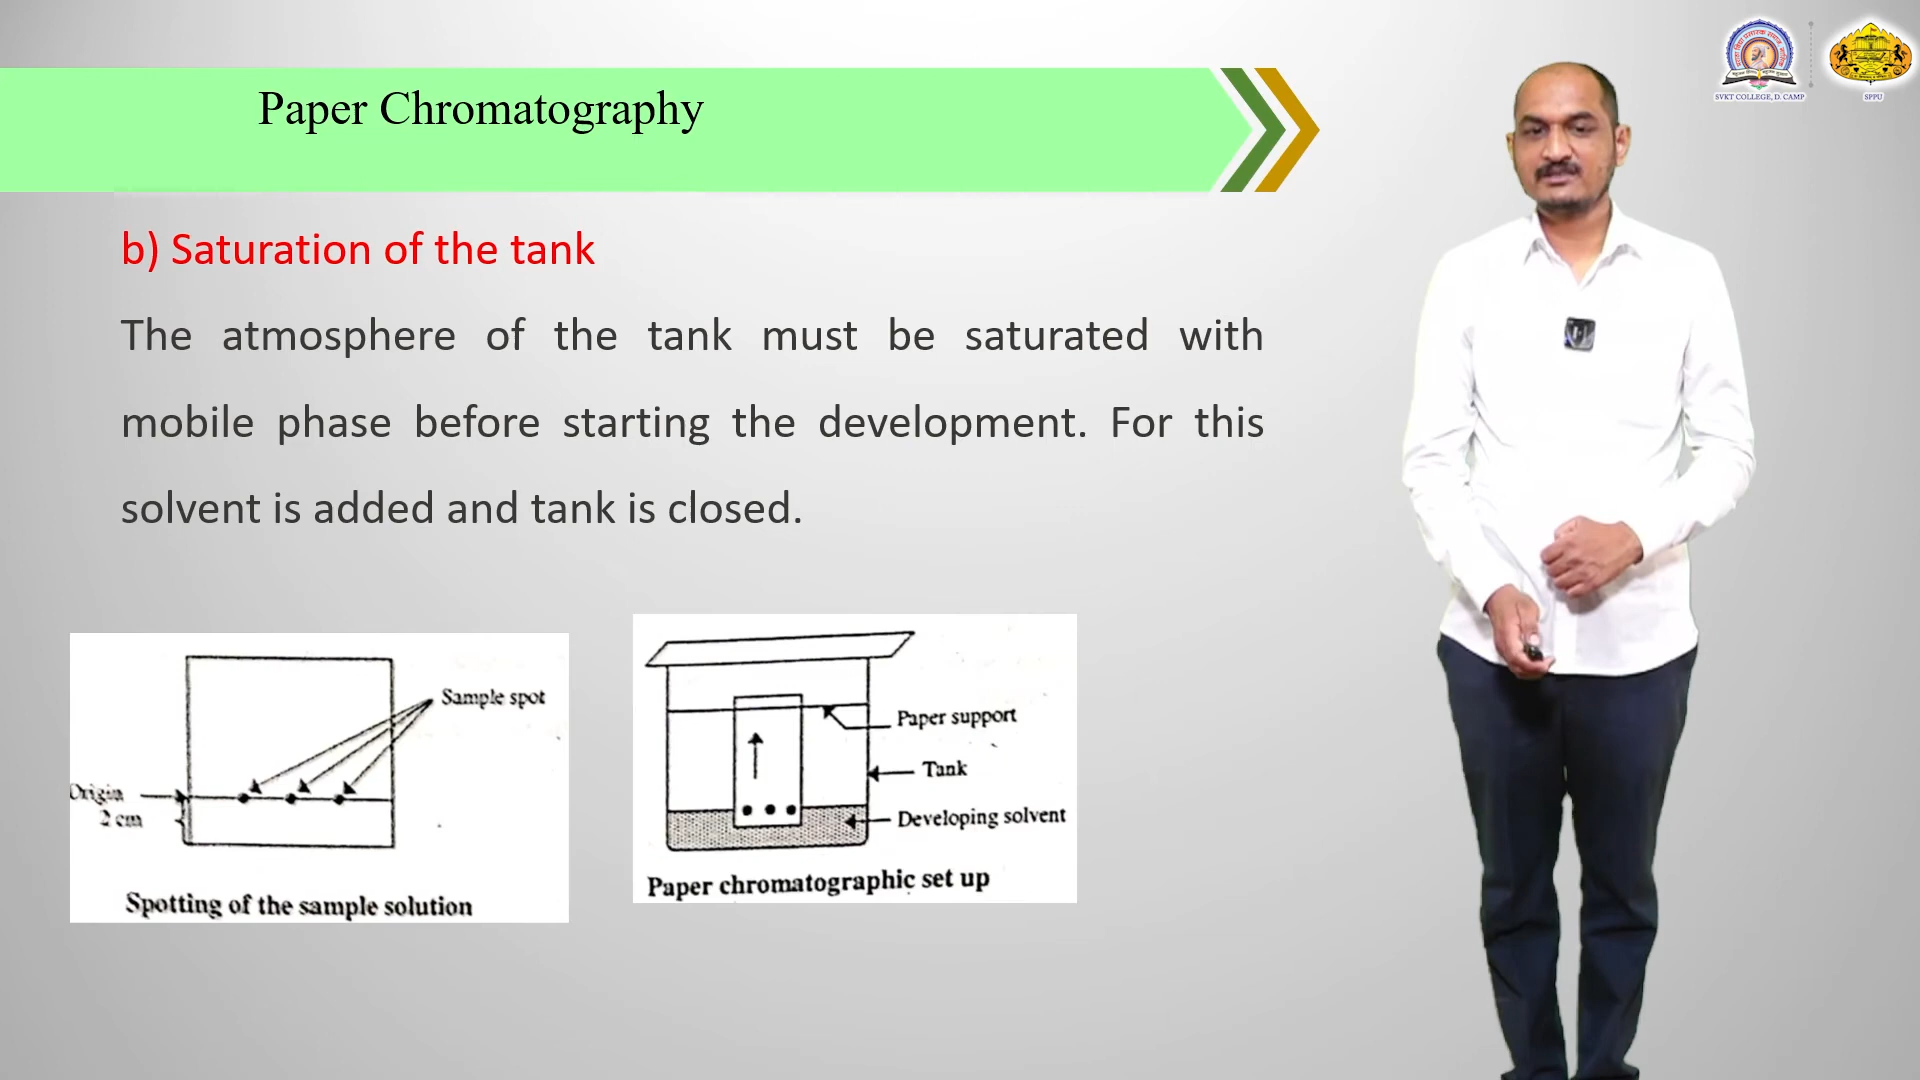 Paper Chromatography
SVKT COLLEGE, D. CAMP
SPPU
b) Saturation of the tank
The atmosphere of the tank must be saturated with
mobile phase before starting the development. For this
solvent is added and tank is closed.
Sample spot
Origin
2 cm
Spotting of the sample solution
Paper support
Tank
Developing solvent
Paper chromatographic set up